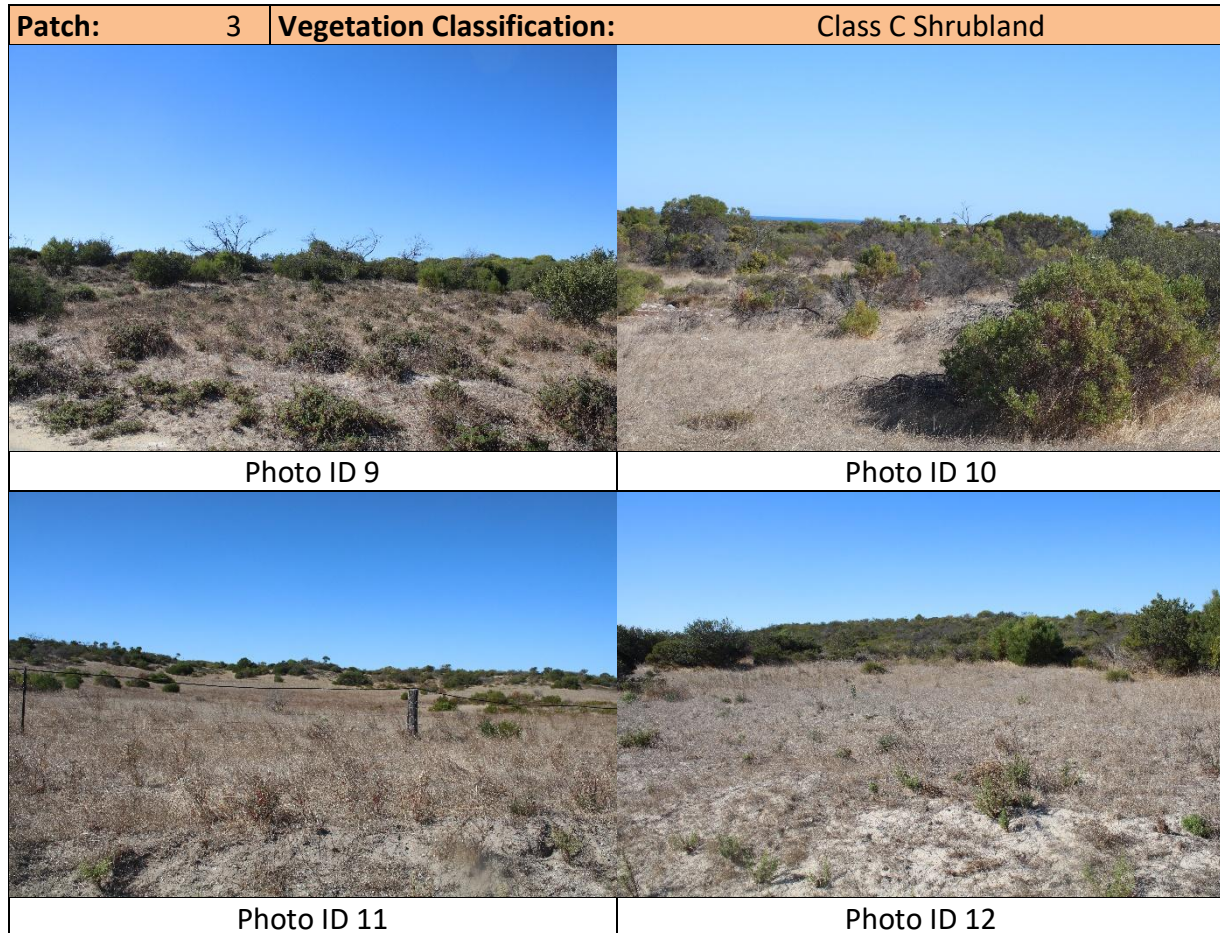 Patch: 3 Vegetation Classification: Class C Shrubland
Photo ID 9 Photo ID 10
Photo ID 11 Photo ID 12